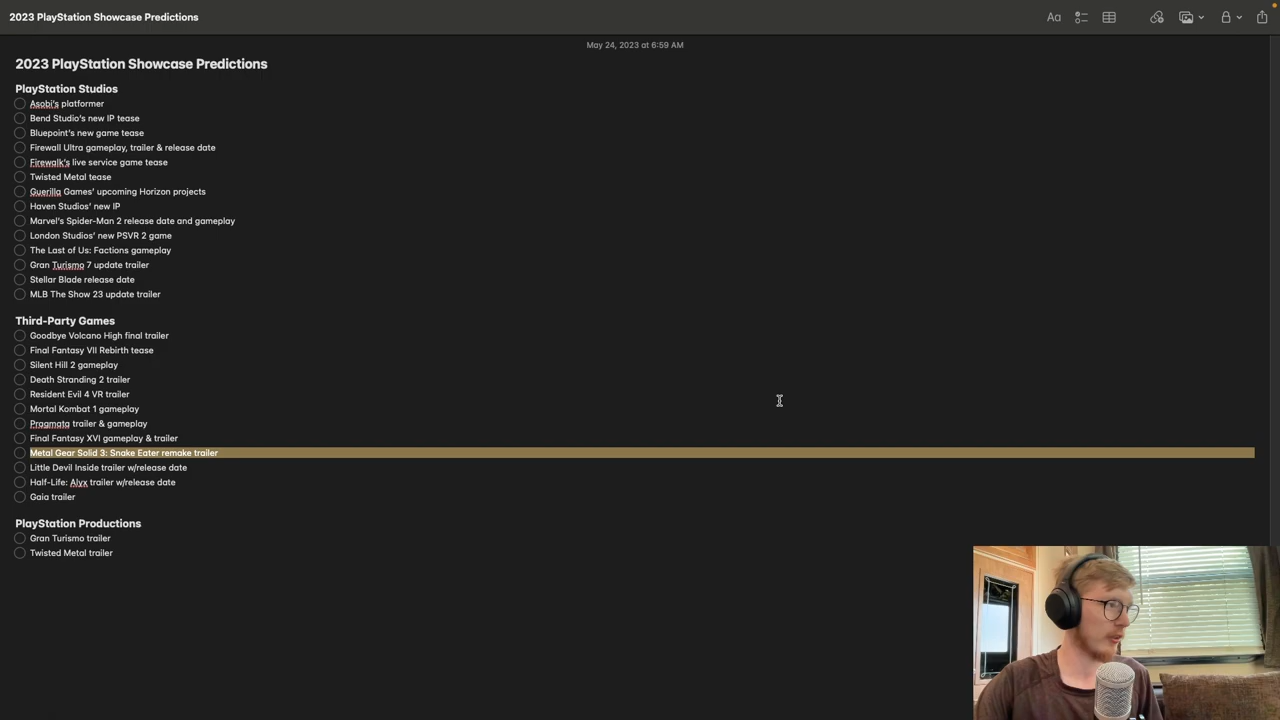 2023 PlayStation Showcase Predictions
Aa
May 24, 2023 at 6:59 AM
2023 PlayStation Showcase Predictions
PlayStation Studios
Asobi's platformer
Bend Studio's new IP tease
Bluepoint's new game tease
Firewall Ultra gameplay, trailer & release date
Firewalk's live service game tease
Twisted Metal tease
Guerilla Games' upcoming Horizon projects
Haven Studios' new IP
Marvel's Spider-Man 2 release date and gameplay
London Studios' new PSVR 2 game
The Last of Us: Factions gameplay
Gran Turismo 7 update trailer
Stellar Blade release date
MLB The Show 23 update trailer
Third-Party Games
Goodbye Volcano High final trailer
Final Fantasy VII Rebirth tease
Silent Hill 2 gameplay
Death Stranding 2 trailer
Resident Evil 4 VR trailer
Mortal Kombat 1 gameplay
Pragmata trailer & gameplay
Final Fantasy XVI gameplay & trailer
Metal Gear Solid 3: Snake Eater remake trailer
Little Devil Inside trailer w/release date
Half-Life: Alyx trailer w/release date
Gaia trailer
PlayStation Productions
Gran Turismo trailer
Twisted Metal trailer